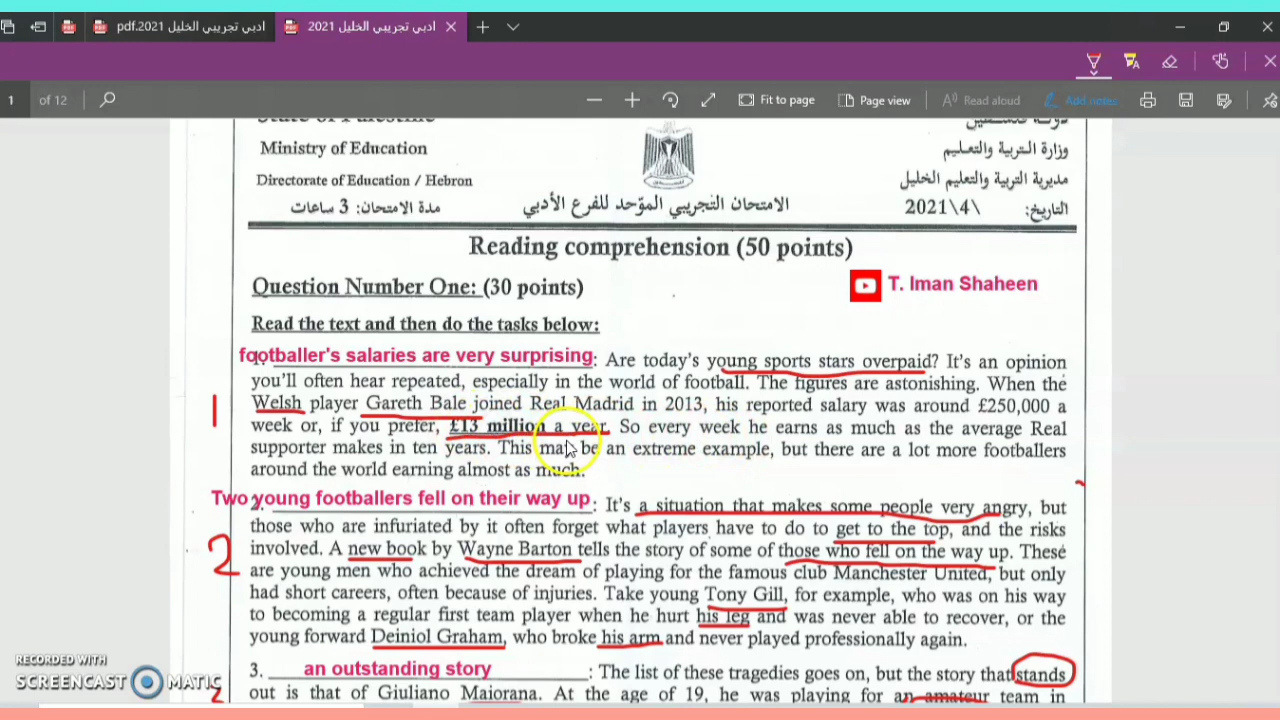 ادبي تجريبي الخليل 2021.pdf
ادبي تجريبي الخليل 2021
1 of 12
Fit to page
Page view
Read aloud
Add notes
State of Palestine
دولة فلسطين
Ministry of Education
وزارة التربية والتعليم
Directorate of Education / Hebron
مديرية التربية والتعليم الخليل
مدة الامتحان: 3 ساعات
الامتحان التجريبي الموّحد للفرع الأدبي
التاريخ: \4\2021
Reading comprehension (50 points)
T. Iman Shaheen
Question Number One: (30 points)
Read the text and then do the tasks below:
1. footballer's salaries are very surprising: Are today's young sports stars overpaid? It's an opinion
you'll often hear repeated, especially in the world of football. The figures are astonishing. When the
1
Welsh player Gareth Bale joined Real Madrid in 2013, his reported salary was around £250,000 a
week or, if you prefer, £13 million a year. So every week he earns as much as the average Real
supporter makes in ten years. This may be an extreme example, but there are a lot more footballers
around the world earning almost as much.
2. Two young footballers fell on their way up: It's a situation that makes some people very angry, but
those who are infuriated by it often forget what players have to do to get to the top, and the risks
2
involved. A new book by Wayne Barton tells the story of some of those who fell on the way up. These
are young men who achieved the dream of playing for the famous club Manchester United, but only
had short careers, often because of injuries. Take young Tony Gill, for example, who was on his way
to becoming a regular first team player when he hurt his leg and was never able to recover, or the
young forward Deiniol Graham, who broke his arm and never played professionally again.
3. an outstanding story: The list of these tragedies goes on, but the story that stands
out is that of Giuliano Maiorana. At the age of 19, he was playing for an amateur team in
RECORDED WITH
SCREENCAST MATIC